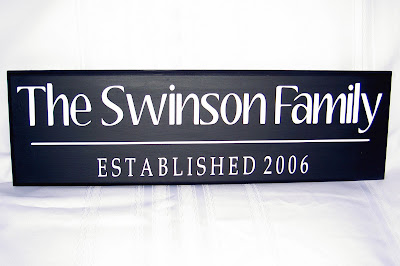 The Swinson Family
ESTABLISHED 2006